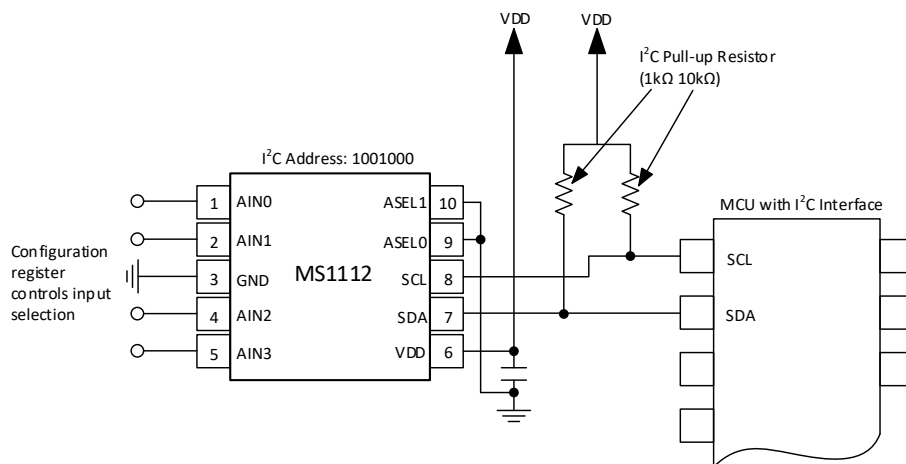 VDD
VDD
I²C Pull-up Resistor
(1kΩ 10kΩ)
I²C Address: 1001000
MCU with I²C Interface
1 AIN0
ASEL1 10
2 AIN1
ASEL0 9
3 GND
MS1112
SCL 8
4 AIN2
SDA 7
5 AIN3
VDD 6
Configuration
register
controls input
selection
SCL
SDA